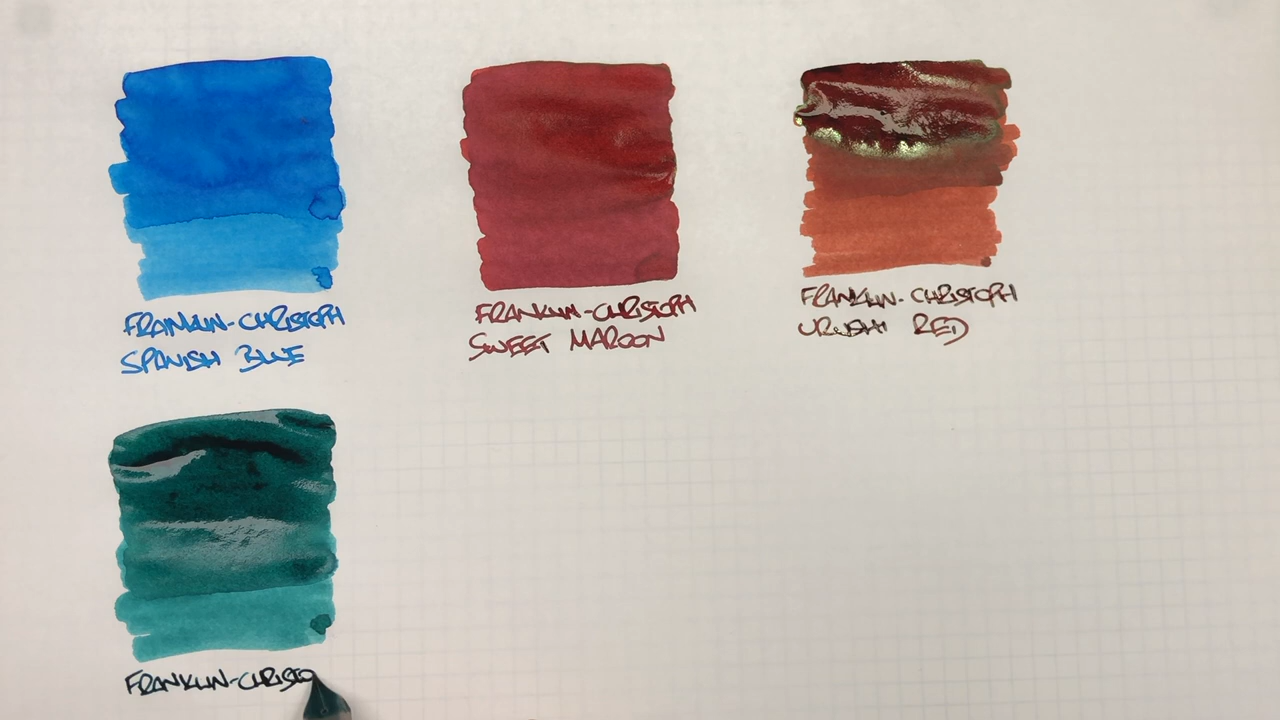 FRANKLIN-CHRISTOPH
SPANISH BLUE
FRANKLIN-CHRISTOPH
SWEET MAROON
FRANKLIN-CHRISTOPH
URUSHI RED
FRANKLIN-CHRISTO